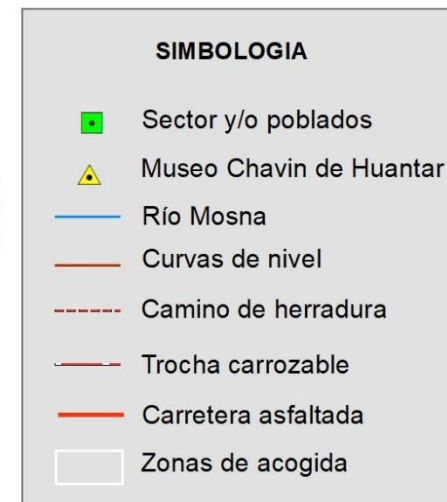 SIMBOLOGIA
Sector y/o poblados
Museo Chavin de Huantar
Río Mosna
Curvas de nivel
Camino de herradura
Trocha carrozable
Carretera asfaltada
Zonas de acogida